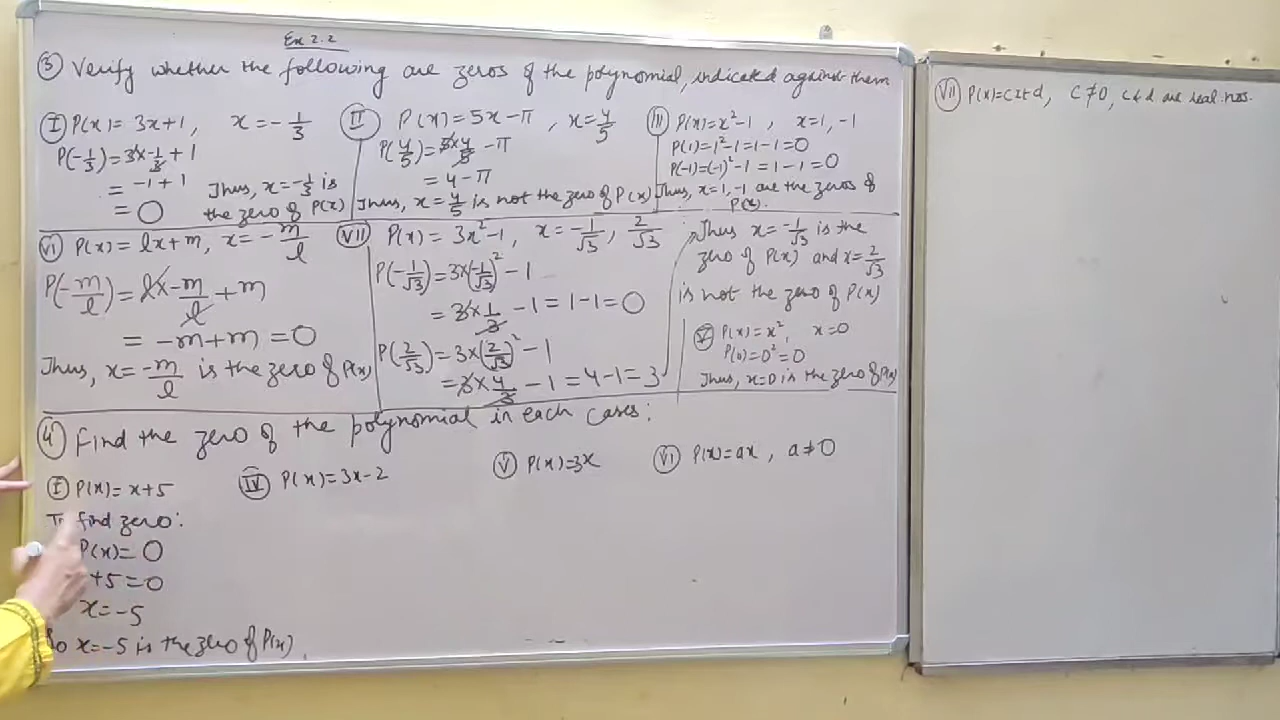 Ex 2.2
③ Verify whether the following are zeros of the polynomial, indicated against them
Ⓘ P(x) = 3x+1, x = -1/3
P(-1/3) = 3×-1/3 + 1
= -1+1
= 0
Thus, x = -1/3 is
the zero of P(x)
II P(x) = 5x-π, x = 4/5
P(4/5) = 5×4/5 - π
= 4-π
Thus, x = 4/5 is not the zero of P(x)
III P(x) = x²-1, x = 1, -1
P(1) = 1²-1 = 1-1 = 0
P(-1) = (-1)²-1 = 1-1 = 0
Thus, x = 1, -1 are the zeros of
P(x).
VI P(x) = lx+m, x = -m/l
P(-m/l) = l×-m/l + m
= -m+m = 0
Thus, x = -m/l is the zero of P(x)
VII P(x) = 3x²-1, x = -1/√3, 2/√3
P(-1/√3) = 3×(-1/√3)² - 1
= 3×1/3 - 1 = 1-1 = 0
P(2/√3) = 3×(2/√3)² - 1
= 3×4/3 - 1 = 4-1 = 3
Thus x = -1/√3 is the
zero of P(x) and x = 2/√3
is not the zero of P(x)
V P(x) = x², x = 0
P(0) = 0² = 0
Thus, x = 0 is the zero of P(x)
④ Find the zero of the polynomial in each cases:
Ⓘ P(x) = x+5
find zero:
P(x) = 0
+5 = 0
x = -5
x = -5 is the zero of P(x).
IV P(x) = 3x-2
V P(x) = 3x
VI P(x) = ax, a ≠ 0
VII P(x) = cx+d, c ≠ 0, c & d are real nos.